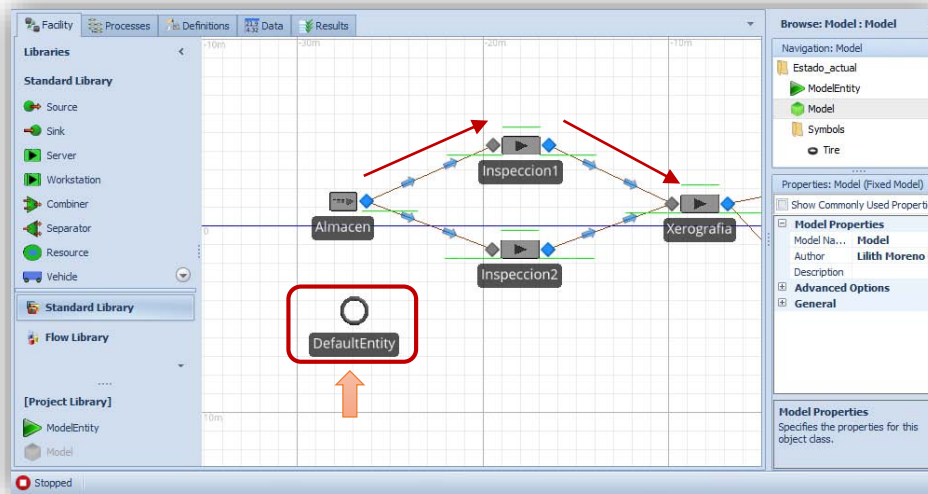 Facility
Processes
Definitions
Data
Results
Libraries
Standard Library
Source
Sink
Server
Workstation
Combiner
Separator
Resource
Vehicle
Standard Library
Flow Library
[Project Library]
ModelEntity
Model
-10m
-30m
-20m
-10m
0
10m
Almacen
Inspeccion1
Inspeccion2
Xerografia
DefaultEntity
Browse: Model : Model
Navigation: Model
Estado_actual
ModelEntity
Model
Symbols
Tire
Properties: Model (Fixed Model)
Show Commonly Used Properti
Model Properties
Model Na... Model
Author Lilith Moreno
Description
Advanced Options
General
Model Properties
Specifies the properties for this
object class.
Stopped